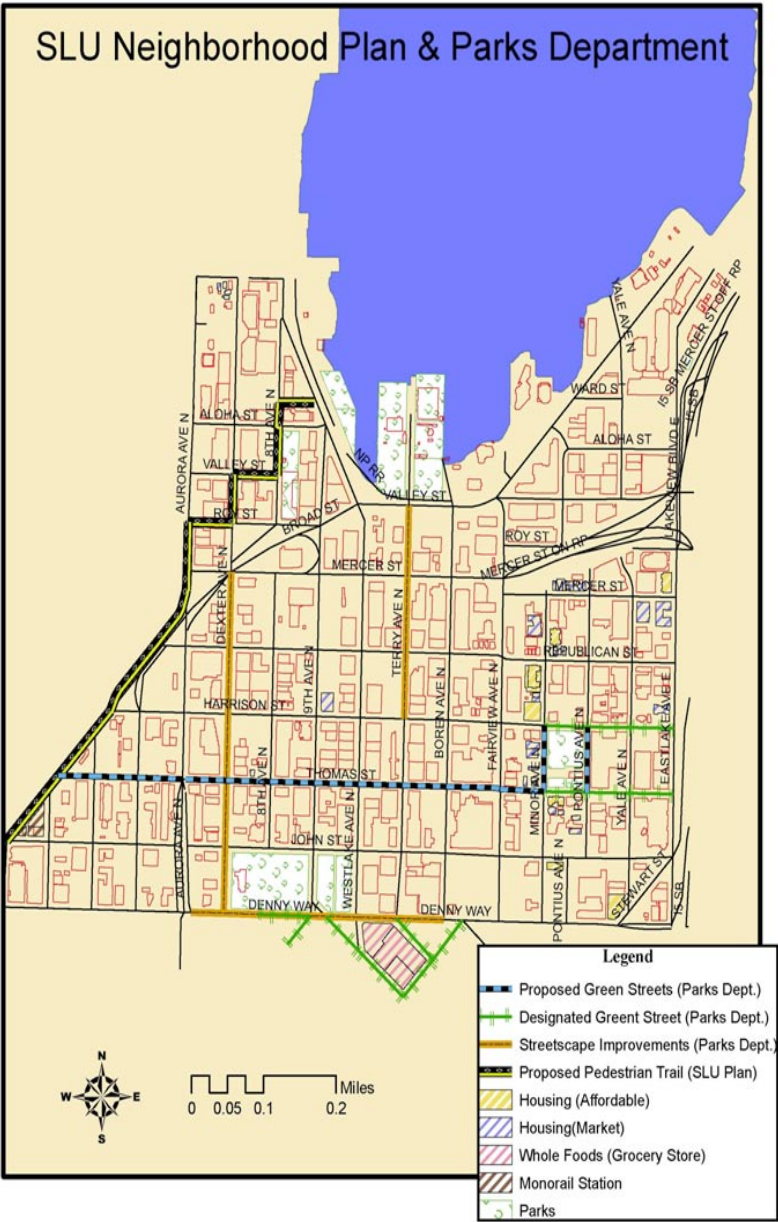 SLU Neighborhood Plan & Parks Department
YALE AVE N
I5 SB MERCER ST OFF RP
I5 SB
WARD ST
AURORA AVE N
ALOHA ST
8TH AVE N
ALOHA ST
NP RR
VALLEY ST
VALLEY ST
LAKEVIEW BLVD E
ROY ST
BROAD ST
ROY ST
MERCER ST
MERCER ST ON RP
DEXTER AVE N
MERCER ST
TERRY AVE N
REPUBLICAN ST
9TH AVE N
HARRISON ST
BOREN AVE N
FAIRVIEW AVE N
EASTLAKE AVE E
PONTIUS AVE N
MINOR AVE N
YALE AVE N
8TH AVE N
THOMAS ST
AURORA AVE N
JOHN ST
WESTLAKE AVE N
PONTIUS AVE N
STEWART ST
I5 SB
DENNY WAY
DENNY WAY
Legend
Proposed Green Streets (Parks Dept.)
Designated Greent Street (Parks Dept.)
Streetscape Improvements (Parks Dept.)
Proposed Pedestrian Trail (SLU Plan)
Housing (Affordable)
Housing(Market)
Whole Foods (Grocery Store)
Monorail Station
Parks
N
W E
S
Miles
0 0.05 0.1 0.2